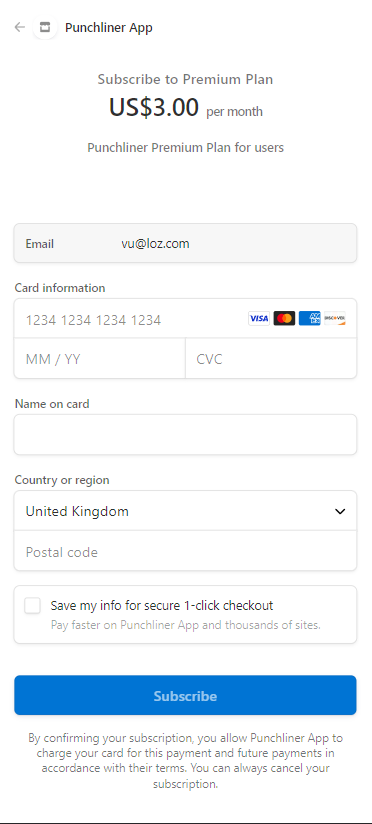 Punchliner App
Subscribe to Premium Plan
US$3.00 per month
Punchliner Premium Plan for users
Email vu@loz.com
Card information
1234 1234 1234 1234 VISA AM EX DISCOVER
MM / YY CVC
Name on card
Country or region
United Kingdom
Postal code
Save my info for secure 1-click checkout
Pay faster on Punchliner App and thousands of sites.
Subscribe
By confirming your subscription, you allow Punchliner App to
charge your card for this payment and future payments in
accordance with their terms. You can always cancel your
subscription.